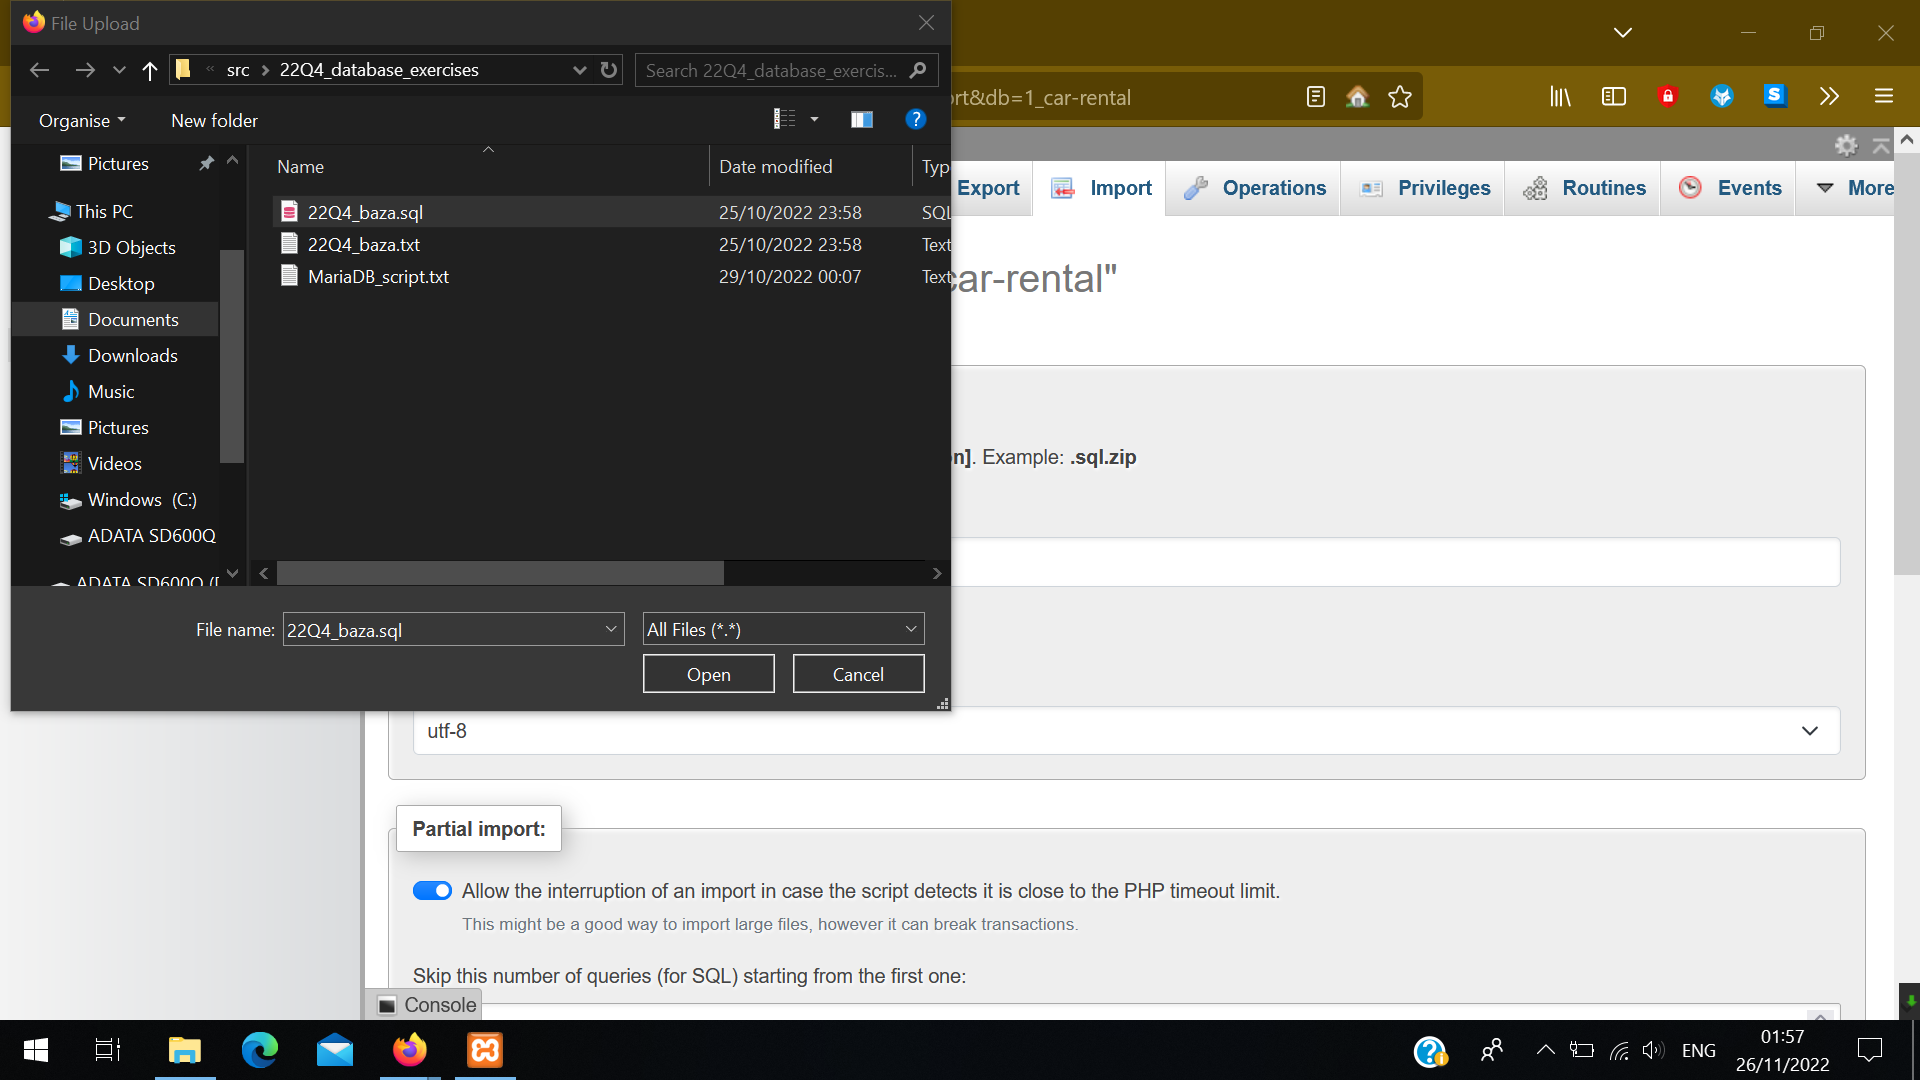 File Upload
« src > 22Q4_database_exercises
Search 22Q4_database_exercis...
Organise
New folder
?
Name
Date modified
Typ
22Q4_baza.sql
25/10/2022 23:58
SQL
22Q4_baza.txt
25/10/2022 23:58
Text
MariaDB_script.txt
29/10/2022 00:07
Text
Pictures
This PC
3D Objects
Desktop
Documents
Downloads
Music
Pictures
Videos
Windows (C:)
ADATA SD600Q
ADATA SD600Q (
File name:
22Q4_baza.sql
All Files (*.*)
Open
Cancel
rt&db=1_car-rental
S
Export
Import
Operations
Privileges
Routines
Events
More
car-rental"
n]. Example: .sql.zip
utf-8
Partial import:
Allow the interruption of an import in case the script detects it is close to the PHP timeout limit.
This might be a good way to import large files, however it can break transactions.
Skip this number of queries (for SQL) starting from the first one:
Console
ENG
01:57
26/11/2022